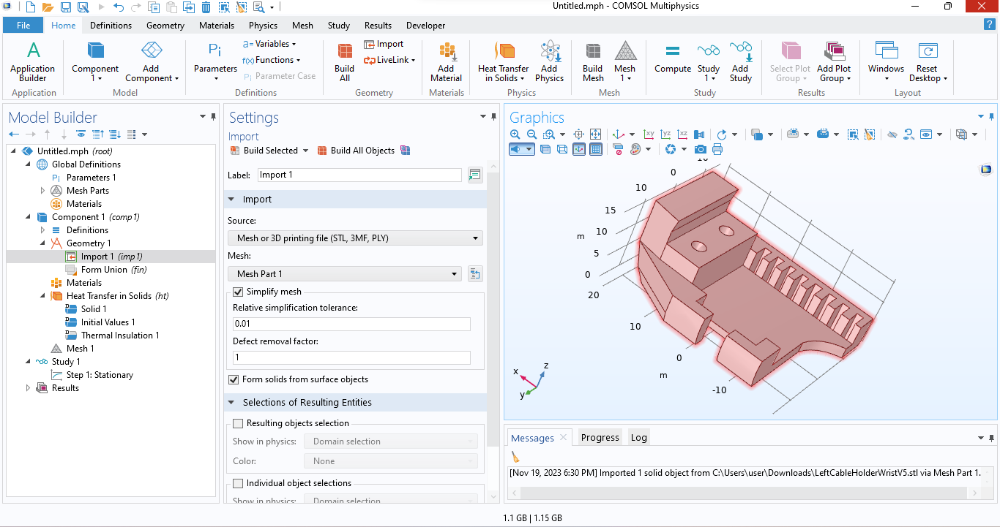 Untitled.mph - COMSOL Multiphysics
File Home Definitions Geometry Materials Physics Mesh Study Results Developer
Application Builder
Application
Component 1
Add Component
Model
Parameters
a= Variables
f(x) Functions
Pi Parameter Case
Definitions
Build All
Import
LiveLink
Geometry
Add Material
Materials
Heat Transfer in Solids
Add Physics
Physics
Build Mesh
Mesh 1
Mesh
Compute
Study 1
Add Study
Study
Select Plot Group
Add Plot Group
Results
Windows
Reset Desktop
Layout
Model Builder
Untitled.mph (root)
Global Definitions
Pi Parameters 1
Mesh Parts
Materials
Component 1 (comp1)
Definitions
Geometry 1
Import 1 (imp1)
Form Union (fin)
Materials
Heat Transfer in Solids (ht)
Solid 1
Initial Values 1
Thermal Insulation 1
Mesh 1
Study 1
Step 1: Stationary
Results
Settings
Import
Build Selected Build All Objects
Label: Import 1
Import
Source:
Mesh or 3D printing file (STL, 3MF, PLY)
Mesh:
Mesh Part 1
Simplify mesh
Relative simplification tolerance:
0.01
Defect removal factor:
1
Form solids from surface objects
Selections of Resulting Entities
Resulting objects selection
Show in physics: Domain selection
Color: None
Individual object selections
Show in physics: Domain selection
Graphics
xy yz xz
10
0
10
15
m
10
5
0
20
10
0
m
-10
x
z
y
Messages Progress Log
[Nov 19, 2023 6:30 PM] Imported 1 solid object from C:\Users\user\Downloads\LeftCableHolderWristV5.stl via Mesh Part 1.
1.1 GB | 1.15 GB